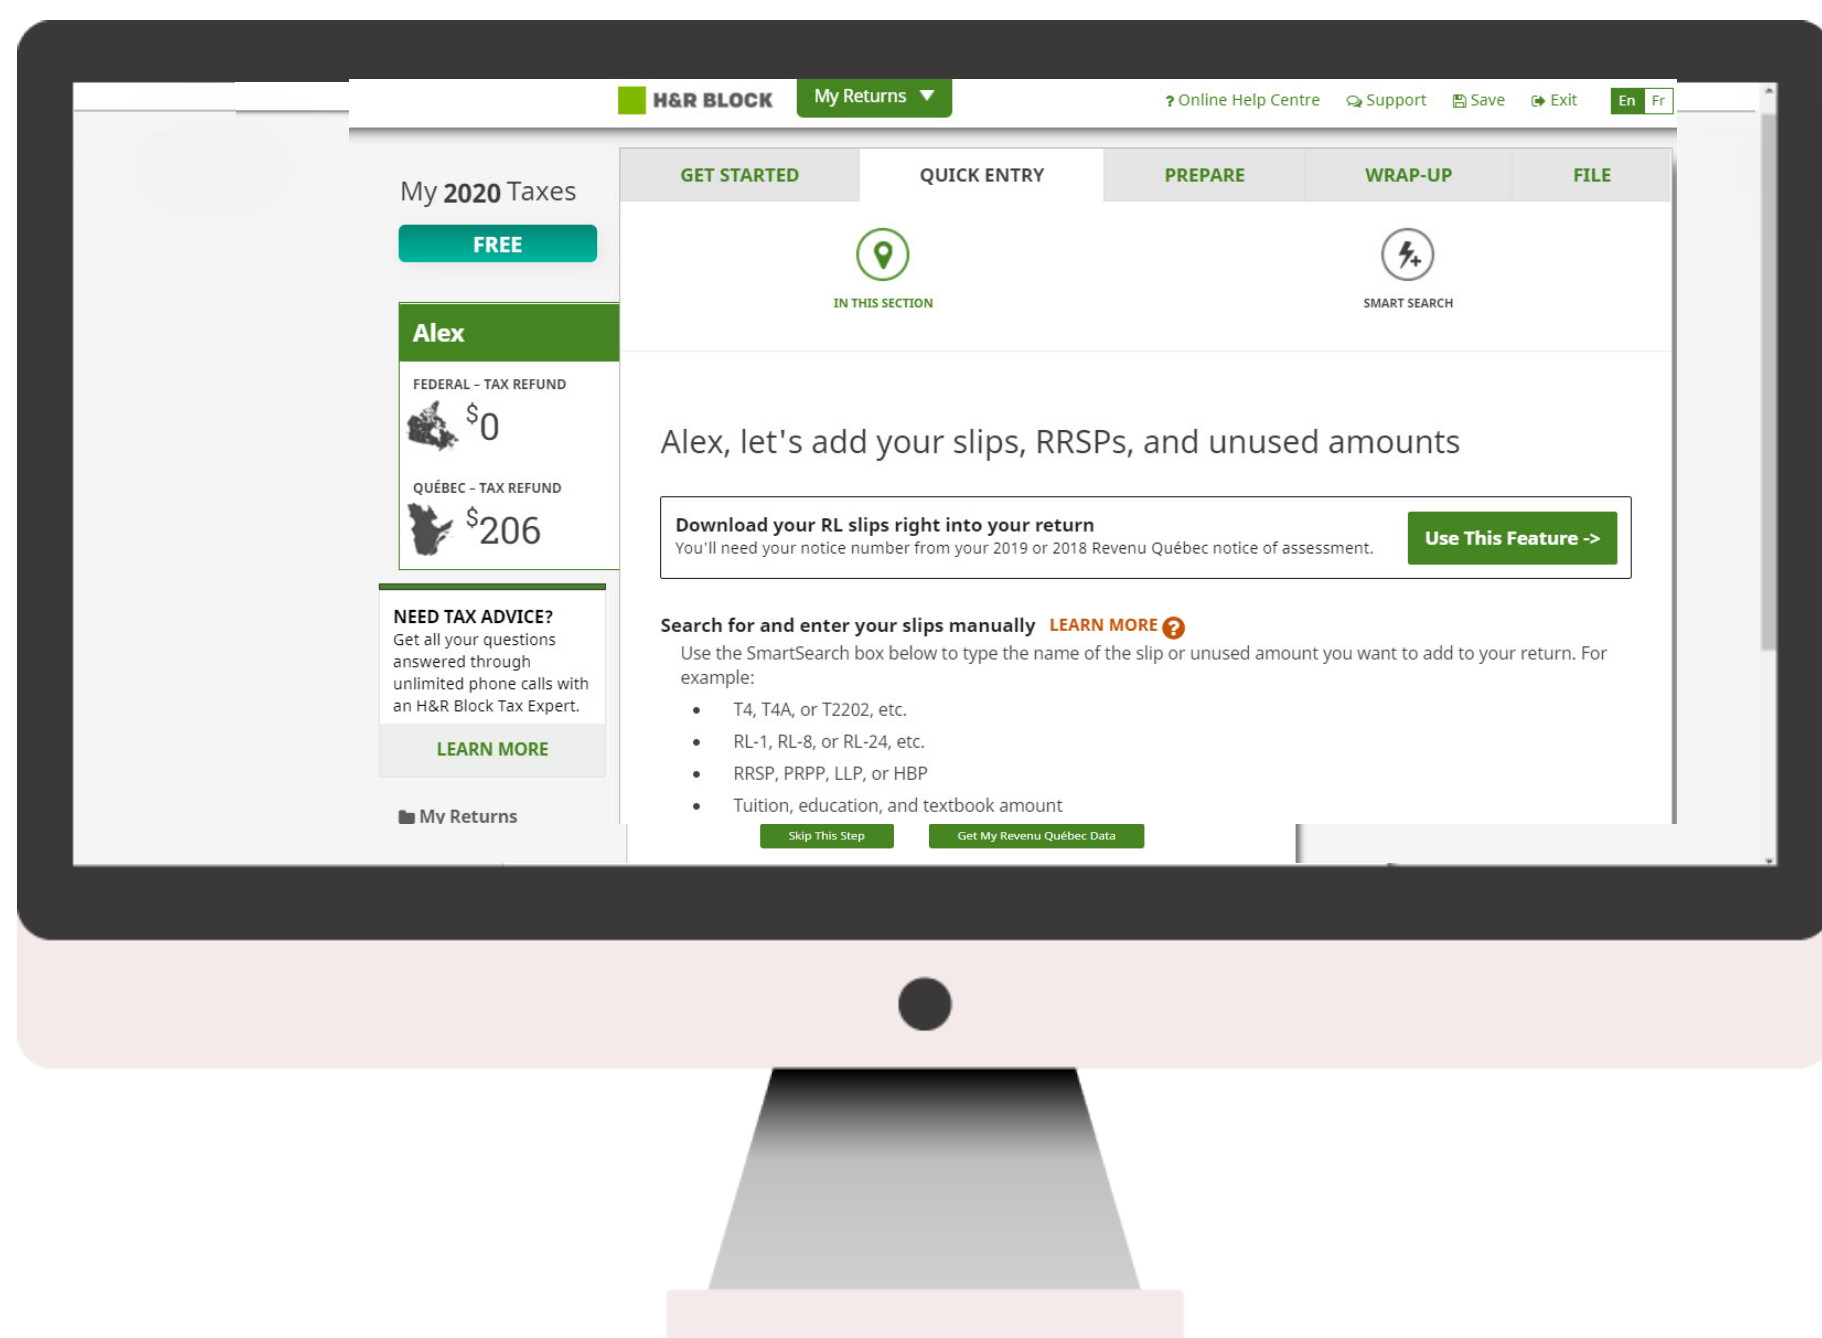 H&R BLOCK
My Returns
? Online Help Centre
Support
Save
Exit
En Fr
My 2020 Taxes
FREE
Alex
FEDERAL – TAX REFUND
$0
QUÉBEC – TAX REFUND
$206
NEED TAX ADVICE?
Get all your questions
answered through
unlimited phone calls with
an H&R Block Tax Expert.
LEARN MORE
My Returns
GET STARTED
QUICK ENTRY
PREPARE
WRAP-UP
FILE
IN THIS SECTION
SMART SEARCH
Alex, let's add your slips, RRSPs, and unused amounts
Download your RL slips right into your return
You'll need your notice number from your 2019 or 2018 Revenu Québec notice of assessment.
Use This Feature ->
Search for and enter your slips manually LEARN MORE ?
Use the SmartSearch box below to type the name of the slip or unused amount you want to add to your return. For
example:
• T4, T4A, or T2202, etc.
• RL-1, RL-8, or RL-24, etc.
• RRSP, PRPP, LLP, or HBP
• Tuition, education, and textbook amount
Skip This Step
Get My Revenu Québec Data